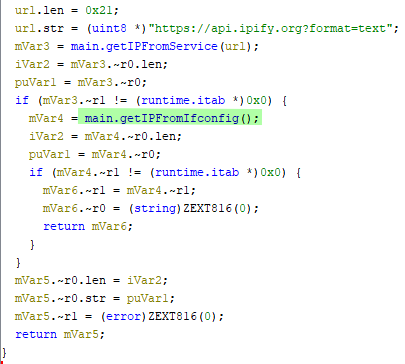 url.len = 0x21;
url.str = (uint8 *)"https://api.ipify.org?format=text";
mVar3 = main.getIPFromService(url);
iVar2 = mVar3.~r0.len;
puVar1 = mVar3.~r0;
if (mVar3.~r1 != (runtime.itab *)0x0) {
mVar4 = main.getIPFromIfconfig();
iVar2 = mVar4.~r0.len;
puVar1 = mVar4.~r0;
if (mVar4.~r1 != (runtime.itab *)0x0) {
mVar6.~r1 = mVar4.~r1;
mVar6.~r0 = (string)ZEXT816(0);
return mVar6;
}
}
mVar5.~r0.len = iVar2;
mVar5.~r0.str = puVar1;
mVar5.~r1 = (error)ZEXT816(0);
return mVar5;
}